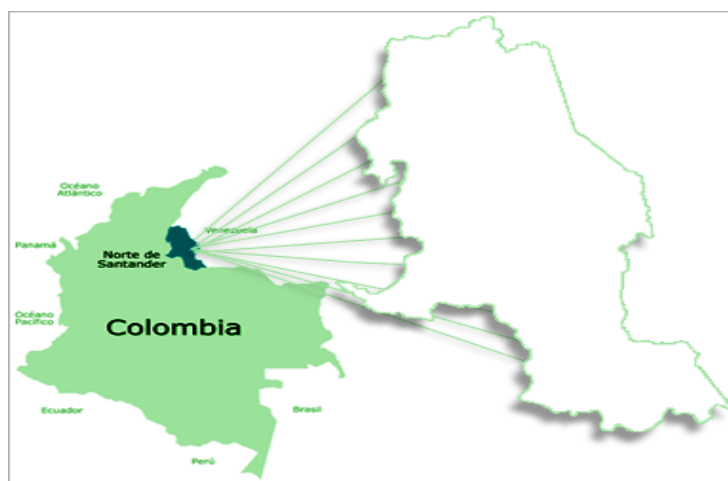 Océano
Atlántico
Venezuela
Panamá
Norte de
Santander
Océano
Pacífico
Colombia
Ecuador
Brasil
Perú